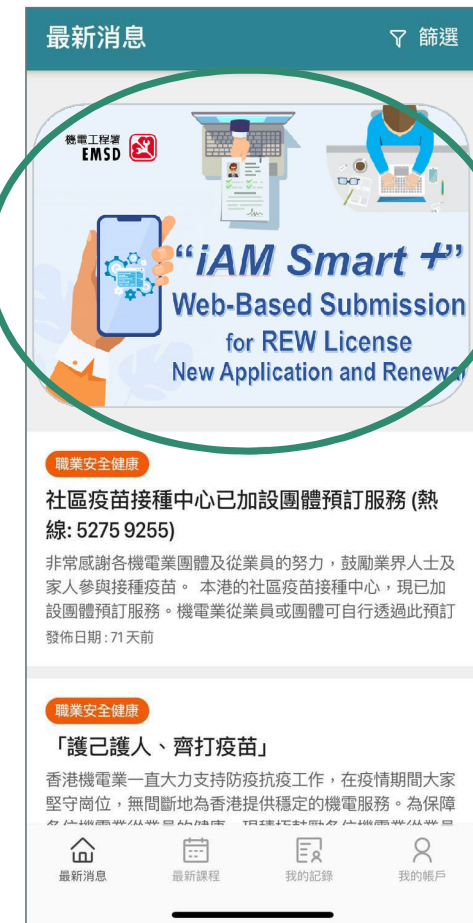 最新消息
篩選
機電工程署
EMSD
“iAM Smart +”
Web-Based Submission
for REW License
New Application and Renewal
職業安全健康
社區疫苗接種中心已加設團體預訂服務 (熱
線: 5275 9255)
非常感謝各機電業團體及從業員的努力，鼓勵業界人士及
家人參與接種疫苗。 本港的社區疫苗接種中心，現已加
設團體預訂服務。機電業從業員或團體可自行透過此預訂
發佈日期 : 71 天前
職業安全健康
「護己護人、齊打疫苗」
香港機電業一直大力支持防疫抗疫工作，在疫情期間大家
堅守崗位，無間斷地為香港提供穩定的機電服務。為保障
最新消息
最新課程
我的記錄
我的帳戶